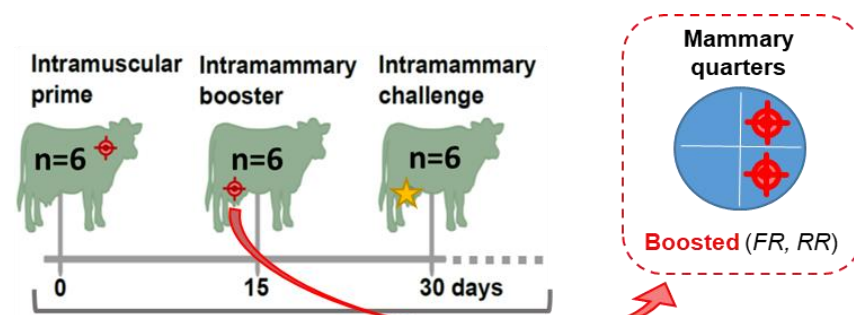 Intramuscular
prime
Intramammary
booster
Intramammary
challenge
n=6
n=6
n=6
0
15
30 days
Mammary
quarters
Boosted (FR, RR)